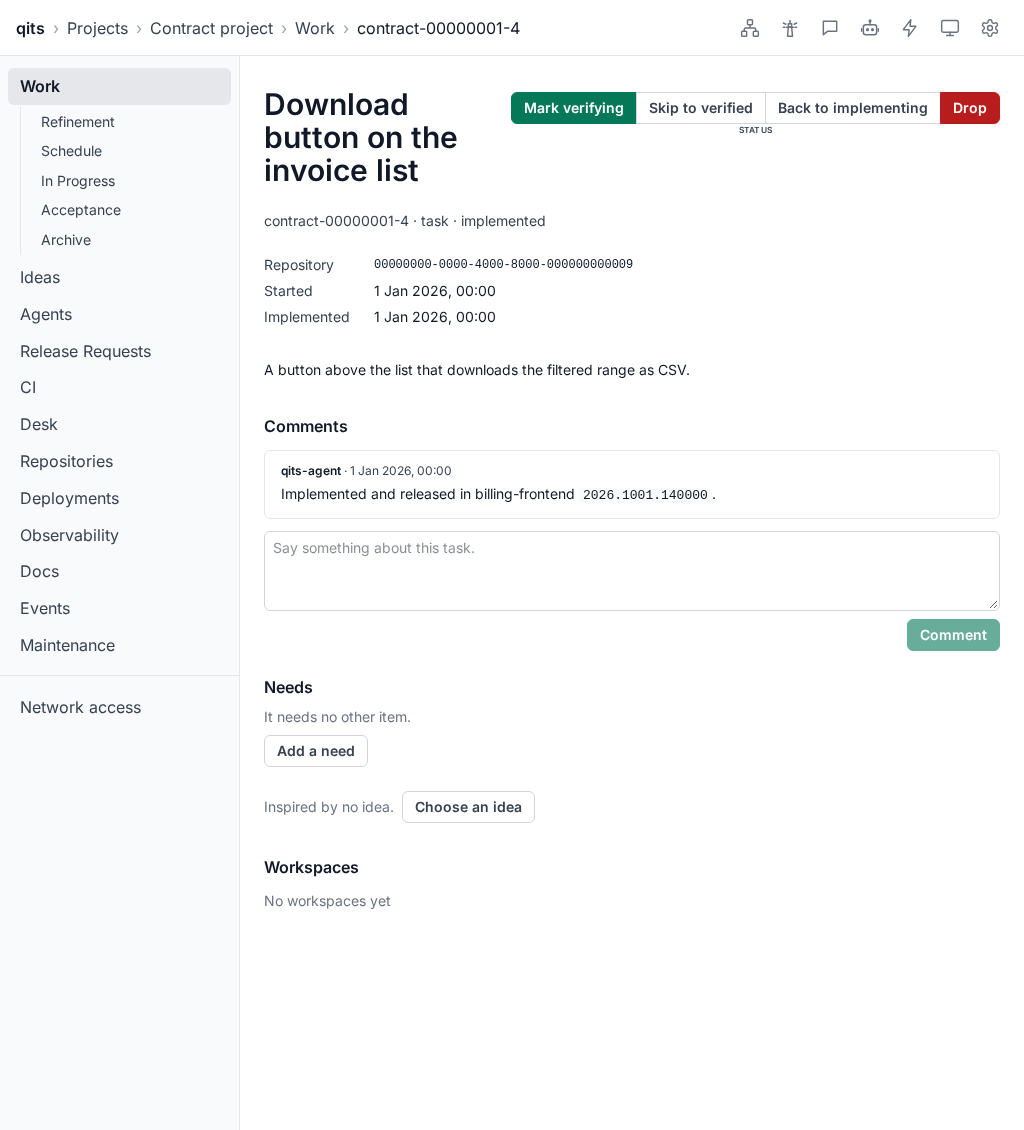 qits › Projects › Contract project › Work › contract-00000001-4
Work
Refinement
Schedule
In Progress
Acceptance
Archive
Ideas
Agents
Release Requests
CI
Desk
Repositories
Deployments
Observability
Docs
Events
Maintenance
Network access
Download button on the invoice list
Mark verifying
Skip to verified
Back to implementing
Drop
STATUS
contract-00000001-4 · task · implemented
Repository 00000000-0000-4000-8000-000000000009
Started 1 Jan 2026, 00:00
Implemented 1 Jan 2026, 00:00
A button above the list that downloads the filtered range as CSV.
Comments
qits-agent · 1 Jan 2026, 00:00
Implemented and released in billing-frontend 2026.1001.140000.
Say something about this task.
Comment
Needs
It needs no other item.
Add a need
Inspired by no idea. Choose an idea
Workspaces
No workspaces yet